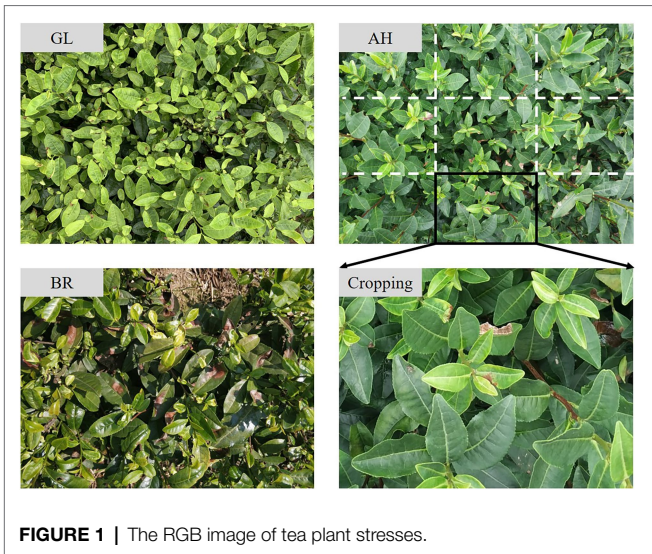 GL
AH
BR
Cropping
FIGURE 1 | The RGB image of tea plant stresses.